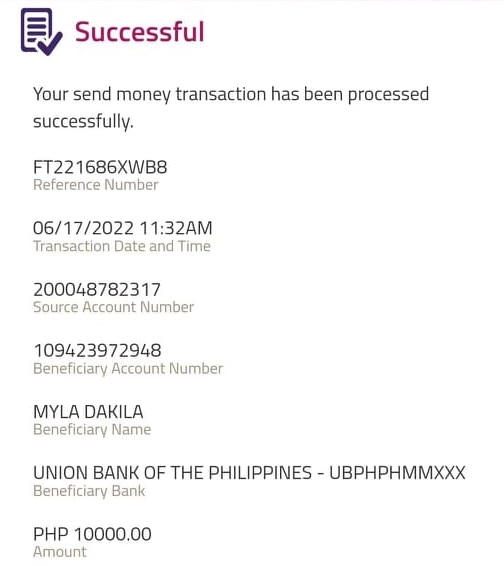 Successful
Your send money transaction has been processed
successfully.
FT221686XWB8
Reference Number
06/17/2022 11:32AM
Transaction Date and Time
200048782317
Source Account Number
109423972948
Beneficiary Account Number
MYLA DAKILA
Beneficiary Name
UNION BANK OF THE PHILIPPINES - UBPHPHMMXXX
Beneficiary Bank
PHP 10000.00
Amount